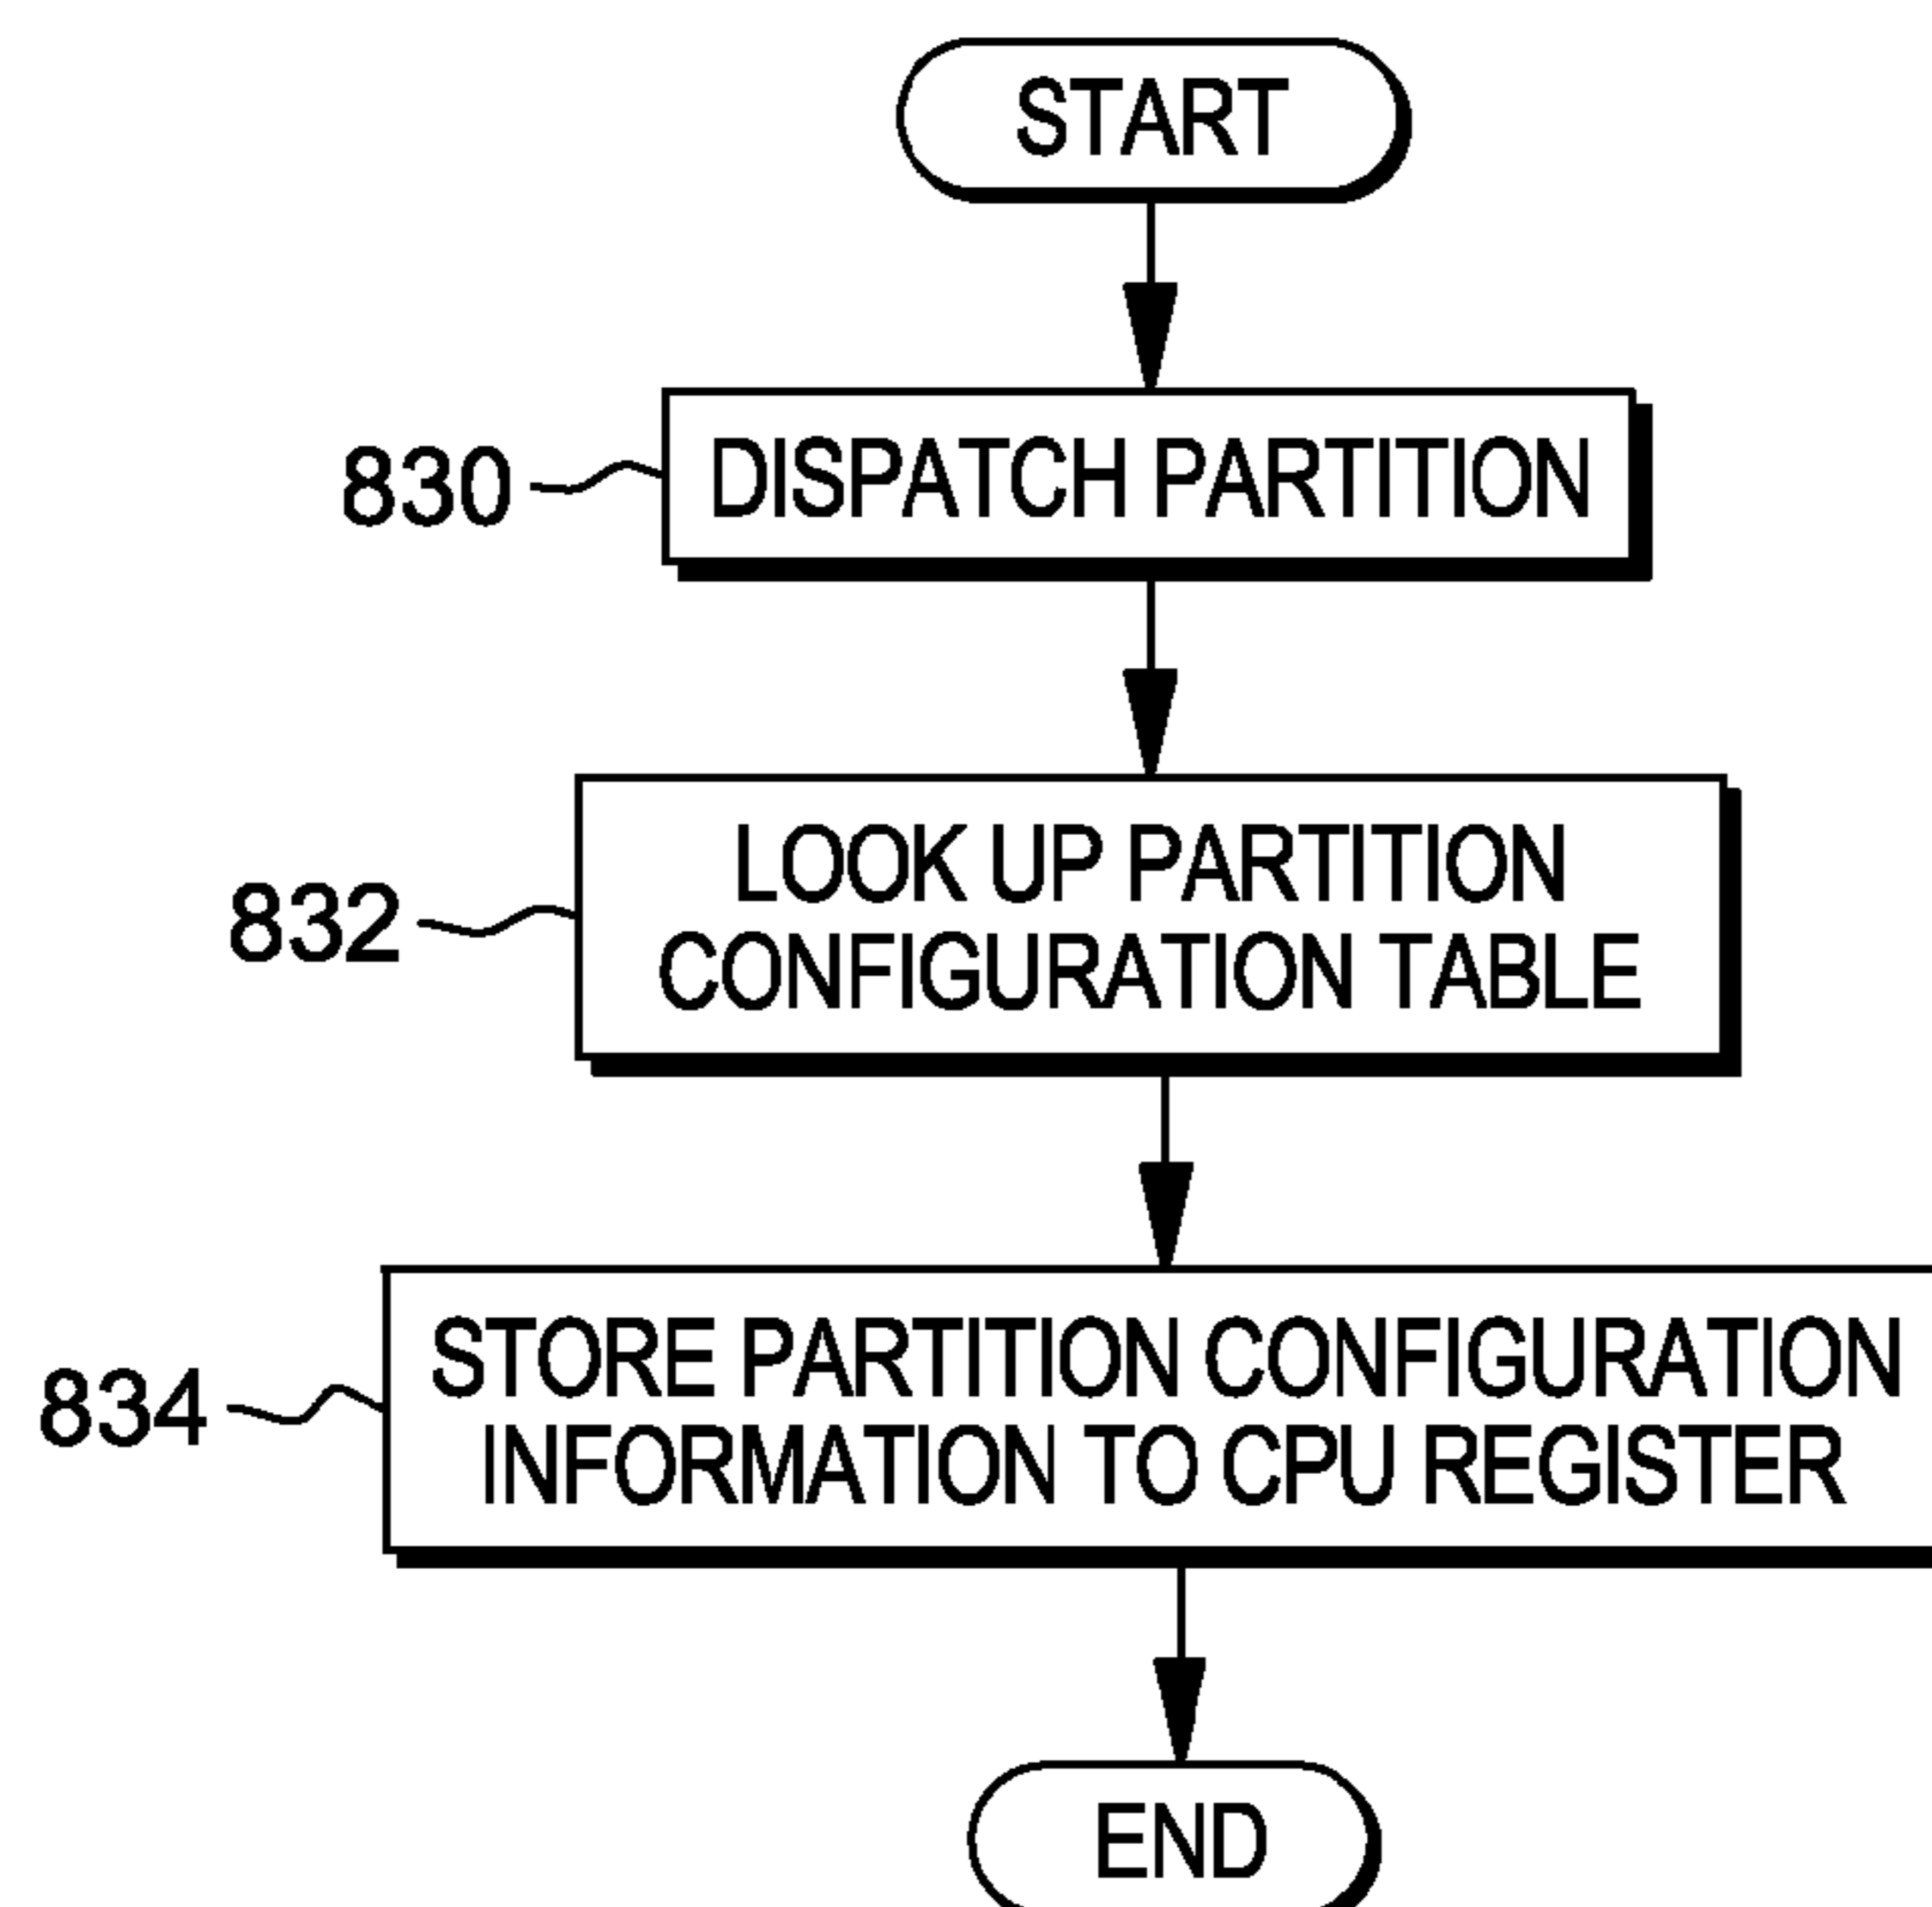 START
830
DISPATCH PARTITION
832
LOOK UP PARTITION
CONFIGURATION TABLE
834
STORE PARTITION CONFIGURATION
INFORMATION TO CPU REGISTER
END